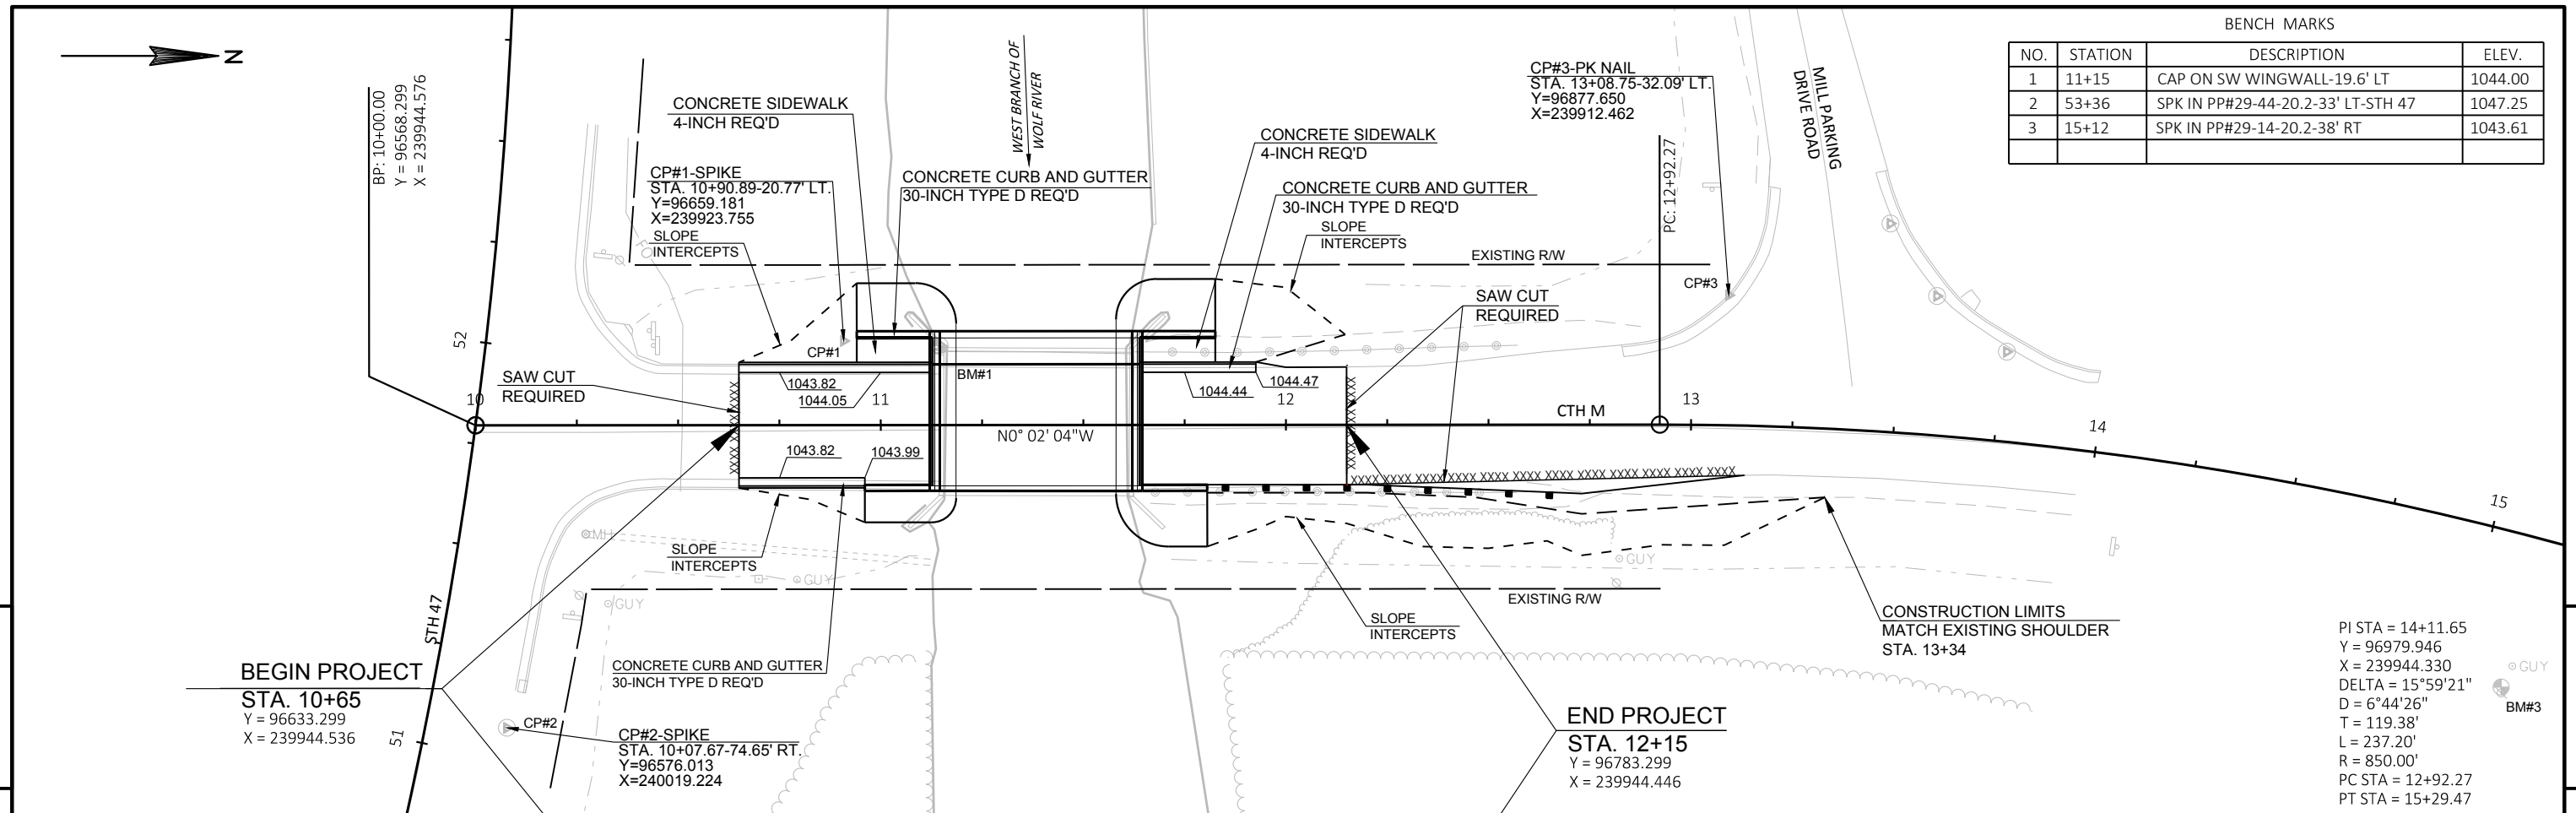 N
BP: 10+00.00
Y = 96568.299
X = 239944.576
CONCRETE SIDEWALK
4-INCH REQ'D
CP#1-SPIKE
STA. 10+90.89-20.77' LT.
Y=96659.181
X=239923.755
SLOPE
INTERCEPTS
WEST BRANCH OF
WOLF RIVER
CONCRETE CURB AND GUTTER
30-INCH TYPE D REQ'D
CONCRETE SIDEWALK
4-INCH REQ'D
CONCRETE CURB AND GUTTER
30-INCH TYPE D REQ'D
SLOPE
INTERCEPTS
CP#3-PK NAIL
STA. 13+08.75-32.09' LT.
Y=96877.650
X=239912.462
PC: 12+92.27
MILL PARKING
DRIVE ROAD
BENCH MARKS
NO. STATION DESCRIPTION ELEV.
1 11+15 CAP ON SW WINGWALL-19.6' LT 1044.00
2 53+36 SPK IN PP#29-44-20.2-33' LT-STH 47 1047.25
3 15+12 SPK IN PP#29-14-20.2-38' RT 1043.61
EXISTING R/W
CP#3
SAW CUT
REQUIRED
52
CP#1
BM#1
SAW CUT
REQUIRED
1043.82
1044.05
1044.44
1044.47
10
11
12
13
14
15
CTH M
N0° 02' 04"W
1043.82
1043.99
MH
SLOPE
INTERCEPTS
GUY
GUY
GUY
EXISTING R/W
SLOPE
INTERCEPTS
CONSTRUCTION LIMITS
MATCH EXISTING SHOULDER
STA. 13+34
STH 47
51
BEGIN PROJECT
STA. 10+65
Y = 96633.299
X = 239944.536
CONCRETE CURB AND GUTTER
30-INCH TYPE D REQ'D
CP#2
CP#2-SPIKE
STA. 10+07.67-74.65' RT.
Y=96576.013
X=240019.224
END PROJECT
STA. 12+15
Y = 96783.299
X = 239944.446
PI STA = 14+11.65
Y = 96979.946
X = 239944.330
DELTA = 15°59'21"
D = 6°44'26"
T = 119.38'
L = 237.20'
R = 850.00'
PC STA = 12+92.27
PT STA = 15+29.47
GUY
BM#3